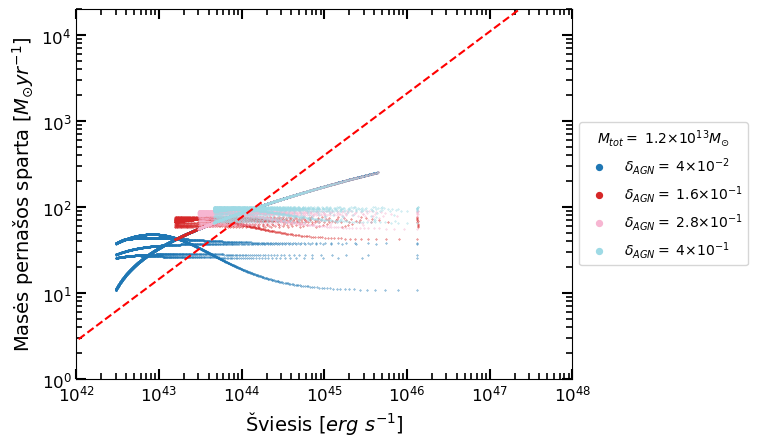 10⁴
10³
10²
10¹
10⁰
Masės pernašos sparta [M⊙yr⁻¹]
10⁴² 10⁴³ 10⁴⁴ 10⁴⁵ 10⁴⁶ 10⁴⁷ 10⁴⁸
Šviesis [erg s⁻¹]
M_tot = 1.2×10¹³M⊙
δ_AGN = 4×10⁻²
δ_AGN = 1.6×10⁻¹
δ_AGN = 2.8×10⁻¹
δ_AGN = 4×10⁻¹